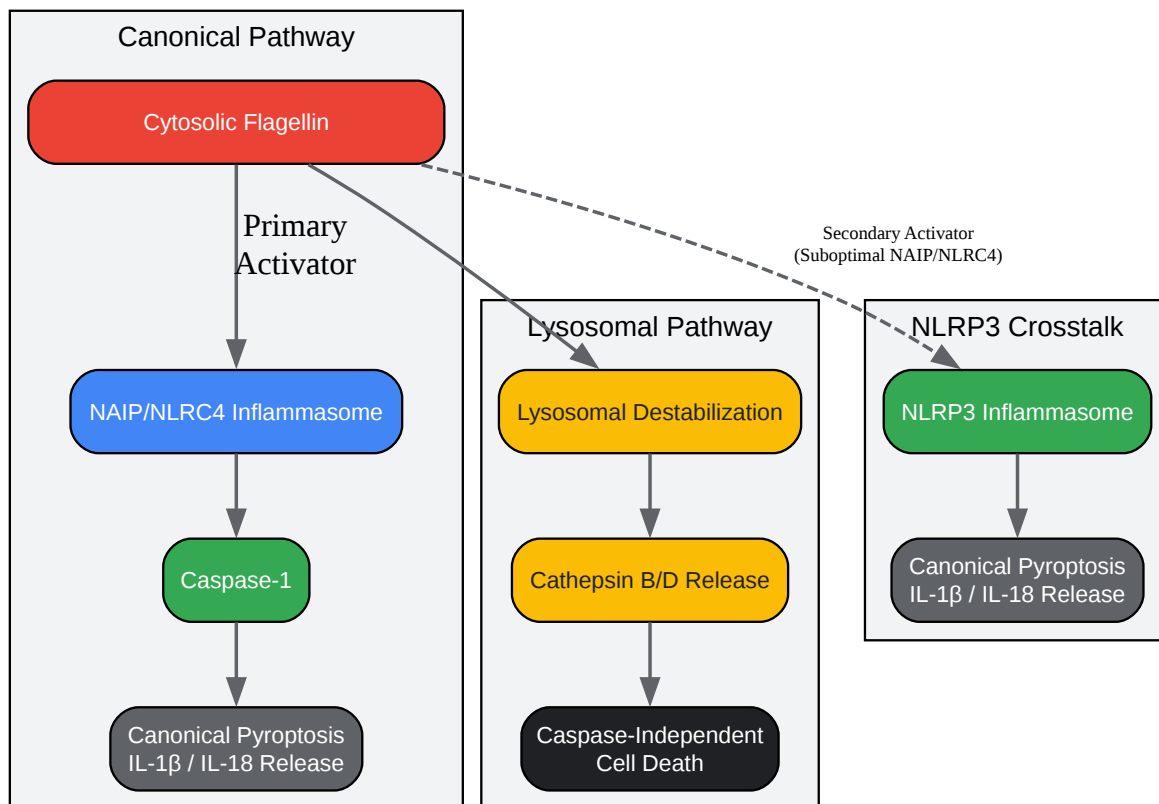 Canonical Pathway
Cytosolic Flagellin
Primary
Activator
Secondary Activator
(Suboptimal NAIP/NLRC4)
Lysosomal Pathway
NLRP3 Crosstalk
NAIP/NLRC4 Inflammasome
Lysosomal Destabilization
NLRP3 Inflammasome
Caspase-1
Cathepsin B/D Release
Canonical Pyroptosis
IL-1β / IL-18 Release
Canonical Pyroptosis
IL-1β / IL-18 Release
Caspase-Independent
Cell Death